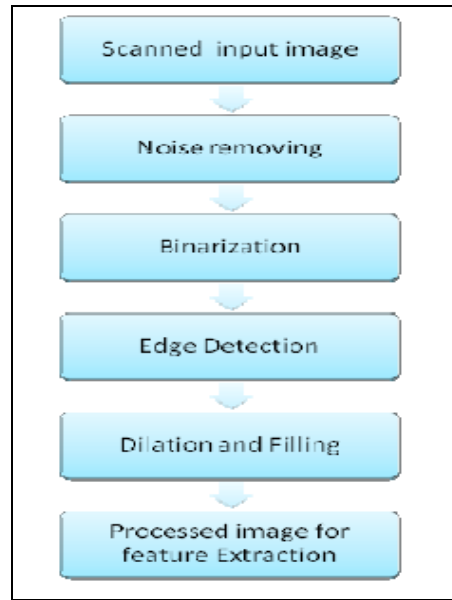 Scanned input image
Noise removing
Binarization
Edge Detection
Dilation and Filling
Processed image for
feature Extraction